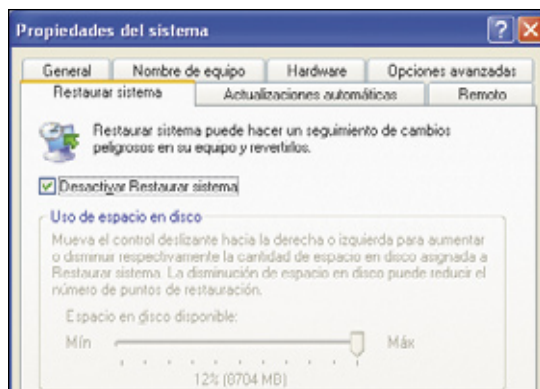 Propiedades del sistema
General Nombre de equipo Hardware Opciones avanzadas
Restaurar sistema Actualizaciones automáticas Remoto
Restaurar sistema puede hacer un seguimiento de cambios
peligrosos en su equipo y revertirlos.
Desactivar Restaurar sistema
Uso de espacio en disco
Mueva el control deslizante hacia la derecha o izquierda para aumentar
o disminuir respectivamente la cantidad de espacio en disco asignada a
Restaurar sistema. La disminución de espacio en disco puede reducir el
número de puntos de restauración.
Espacio en disco disponible:
Mín Máx
12% (8704 MB)